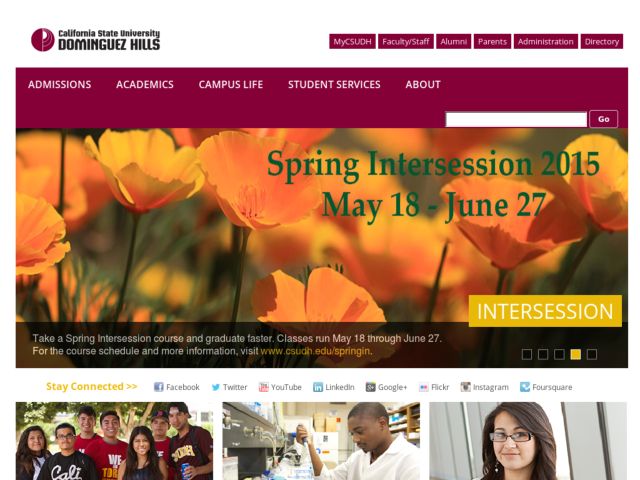 California State University
DOMINGUEZ HILLS
MyCSUDH Faculty/Staff Alumni Parents Administration Directory
ADMISSIONS ACADEMICS CAMPUS LIFE STUDENT SERVICES ABOUT
Go
Spring Intersession 2015
May 18 - June 27
INTERSESSION
Take a Spring Intersession course and graduate faster. Classes run May 18 through June 27.
For the course schedule and more information, visit www.csudh.edu/springin.
Stay Connected >> Facebook Twitter YouTube LinkedIn Google+ Flickr Instagram Foursquare
Cal
WE